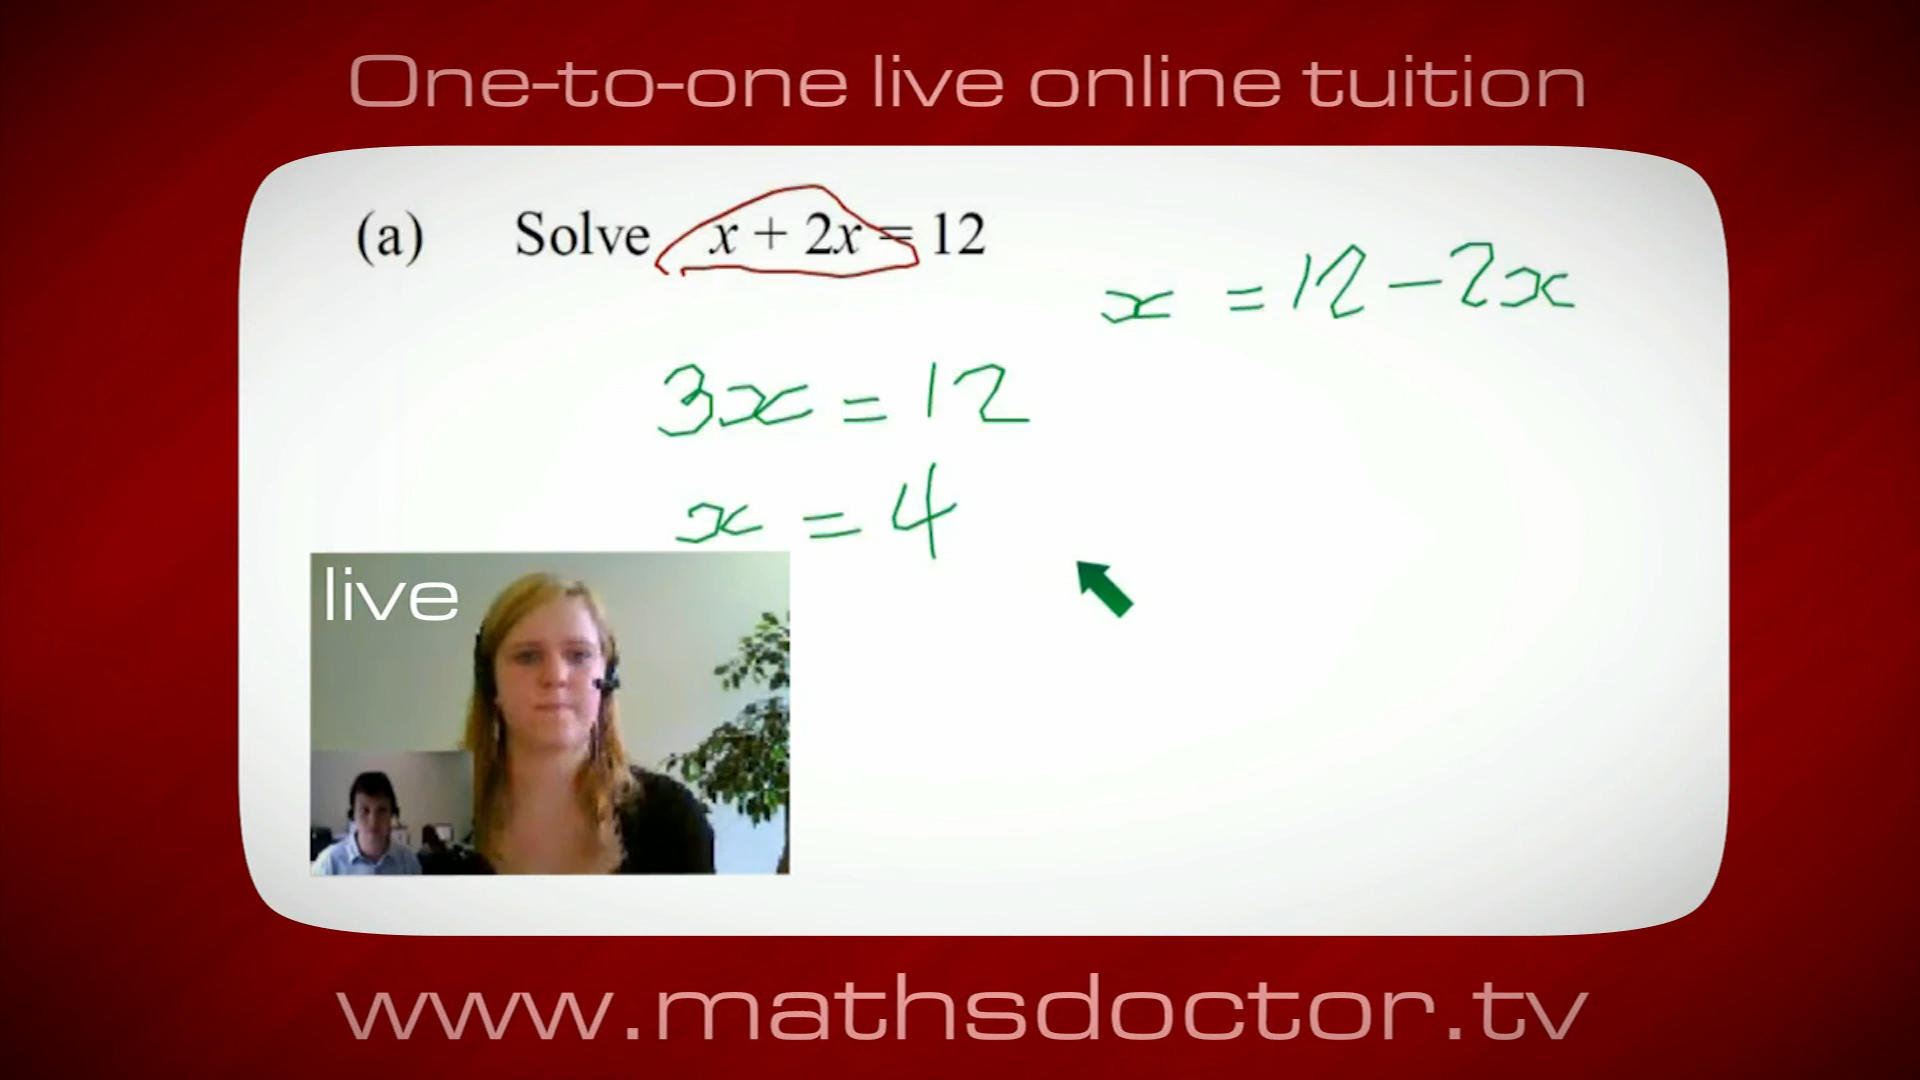 One-to-one live online tuition
(a) Solve x + 2x = 12
x = 12 - 2x
3x = 12
x = 4
live
www.mathsdoctor.tv